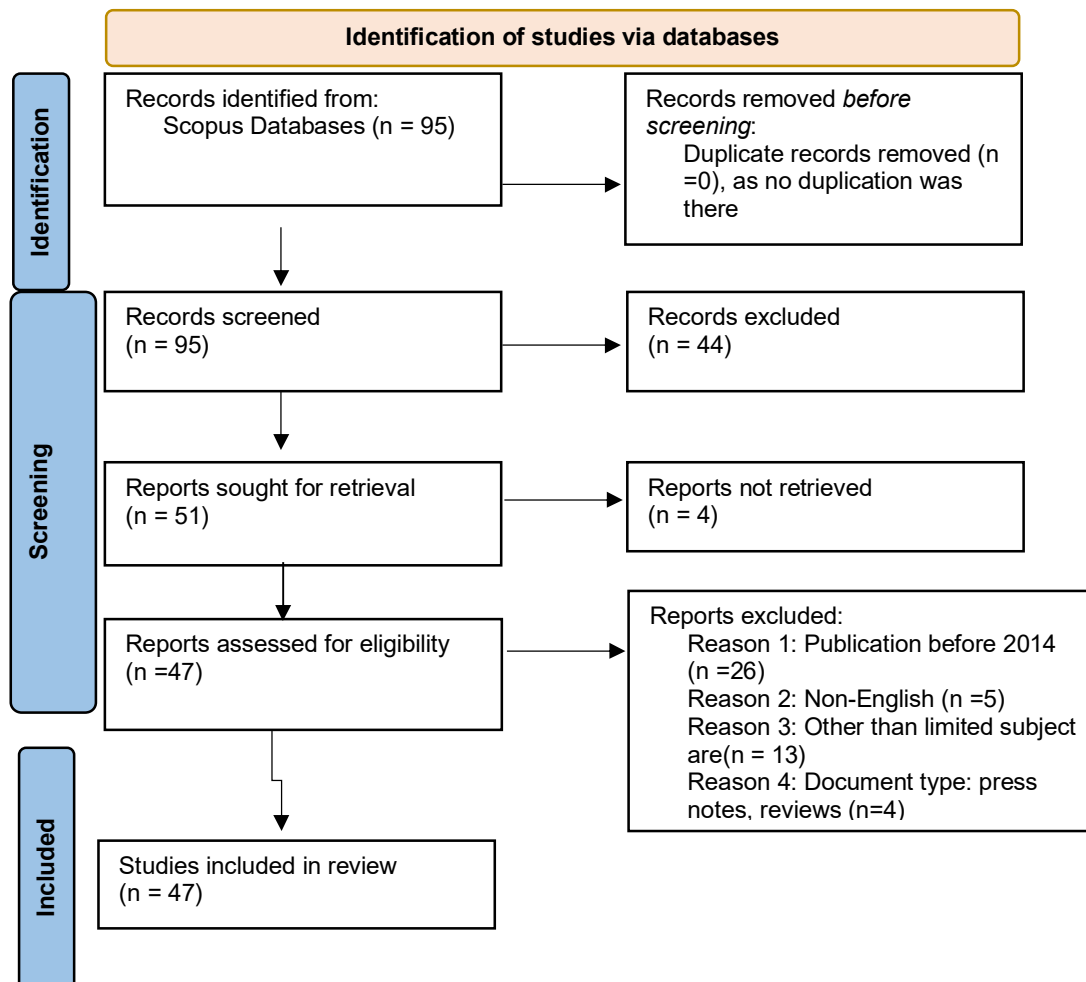 Identification of studies via databases
Identification
Records identified from:
Scopus Databases (n = 95)
Records removed before
screening:
Duplicate records removed (n
=0), as no duplication was
there
Screening
Records screened
(n = 95)
Records excluded
(n = 44)
Reports sought for retrieval
(n = 51)
Reports not retrieved
(n = 4)
Reports assessed for eligibility
(n =47)
Reports excluded:
Reason 1: Publication before 2014
(n =26)
Reason 2: Non-English (n =5)
Reason 3: Other than limited subject
are(n = 13)
Reason 4: Document type: press
notes, reviews (n=4)
Included
Studies included in review
(n = 47)